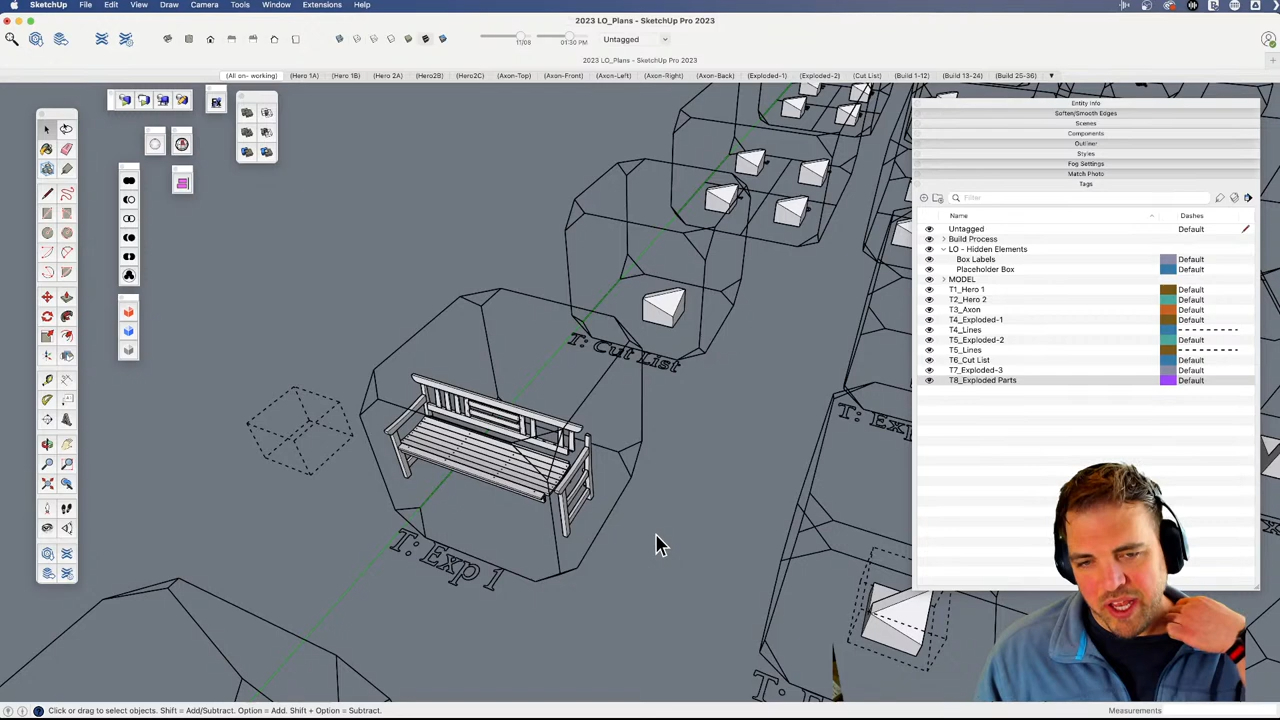 SketchUp File Edit View Draw Camera Tools Window Extensions Help
2023 LO_Plans - SketchUp Pro 2023
11/08 01:30 PM Untagged
2023 LO_Plans - SketchUp Pro 2023
(All on- working) (Hero 1A) (Hero 1B) (Hero 2A) (Hero2B) (Hero2C) (Axon-Top) (Axon-Front) (Axon-Left) (Axon-Right) (Axon-Back) (Exploded-1) (Exploded-2) (Cut List) (Build 1-12) (Build 13-24) (Build 25-36)
Entity Info
Soften/Smooth Edges
Scenes
Components
Outliner
Styles
Fog Settings
Match Photo
Tags
Filter
Name Dashes
Untagged Default
Build Process
LO - Hidden Elements
Box Labels Default
Placeholder Box Default
MODEL
T1_Hero 1 Default
T2_Hero 2 Default
T3_Axon Default
T4_Exploded-1 Default
T4_Lines
T5_Exploded-2 Default
T5_Lines
T6_Cut List Default
T7_Exploded-3 Default
T8_Exploded Parts Default
T: Cut List
T: Exp 1
Click or drag to select objects. Shift = Add/Subtract. Option = Add. Shift + Option = Subtract. Measurements